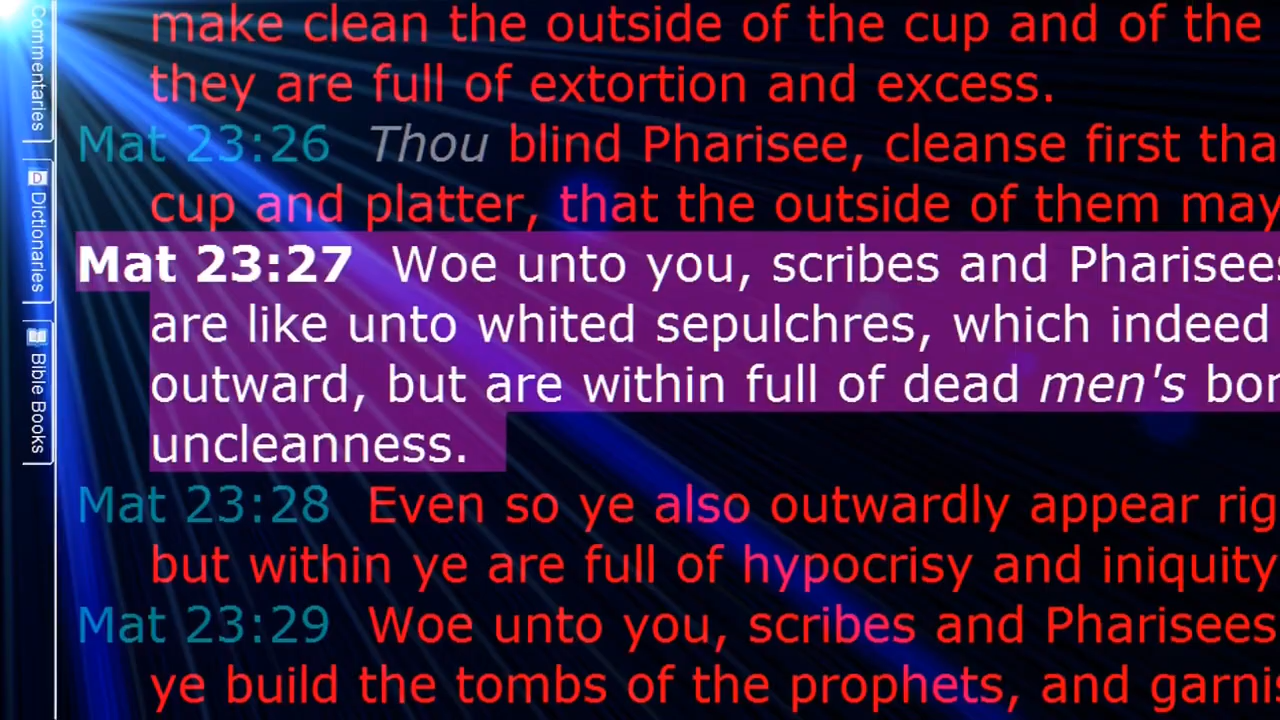 Commentaries
Dictionaries
Bible Books
make clean the outside of the cup and of the
they are full of extortion and excess.
Mat 23:26 Thou blind Pharisee, cleanse first
cup and platter, that the outside of them may
Mat 23:27 Woe unto you, scribes and Pharisees
are like unto whited sepulchres, which indeed
outward, but are within full of dead men's
uncleanness.
Mat 23:28 Even so ye also outwardly appear
but within ye are full of hypocrisy and iniquity
Mat 23:29 Woe unto you, scribes and Pharisees
ye build the tombs of the prophets, and